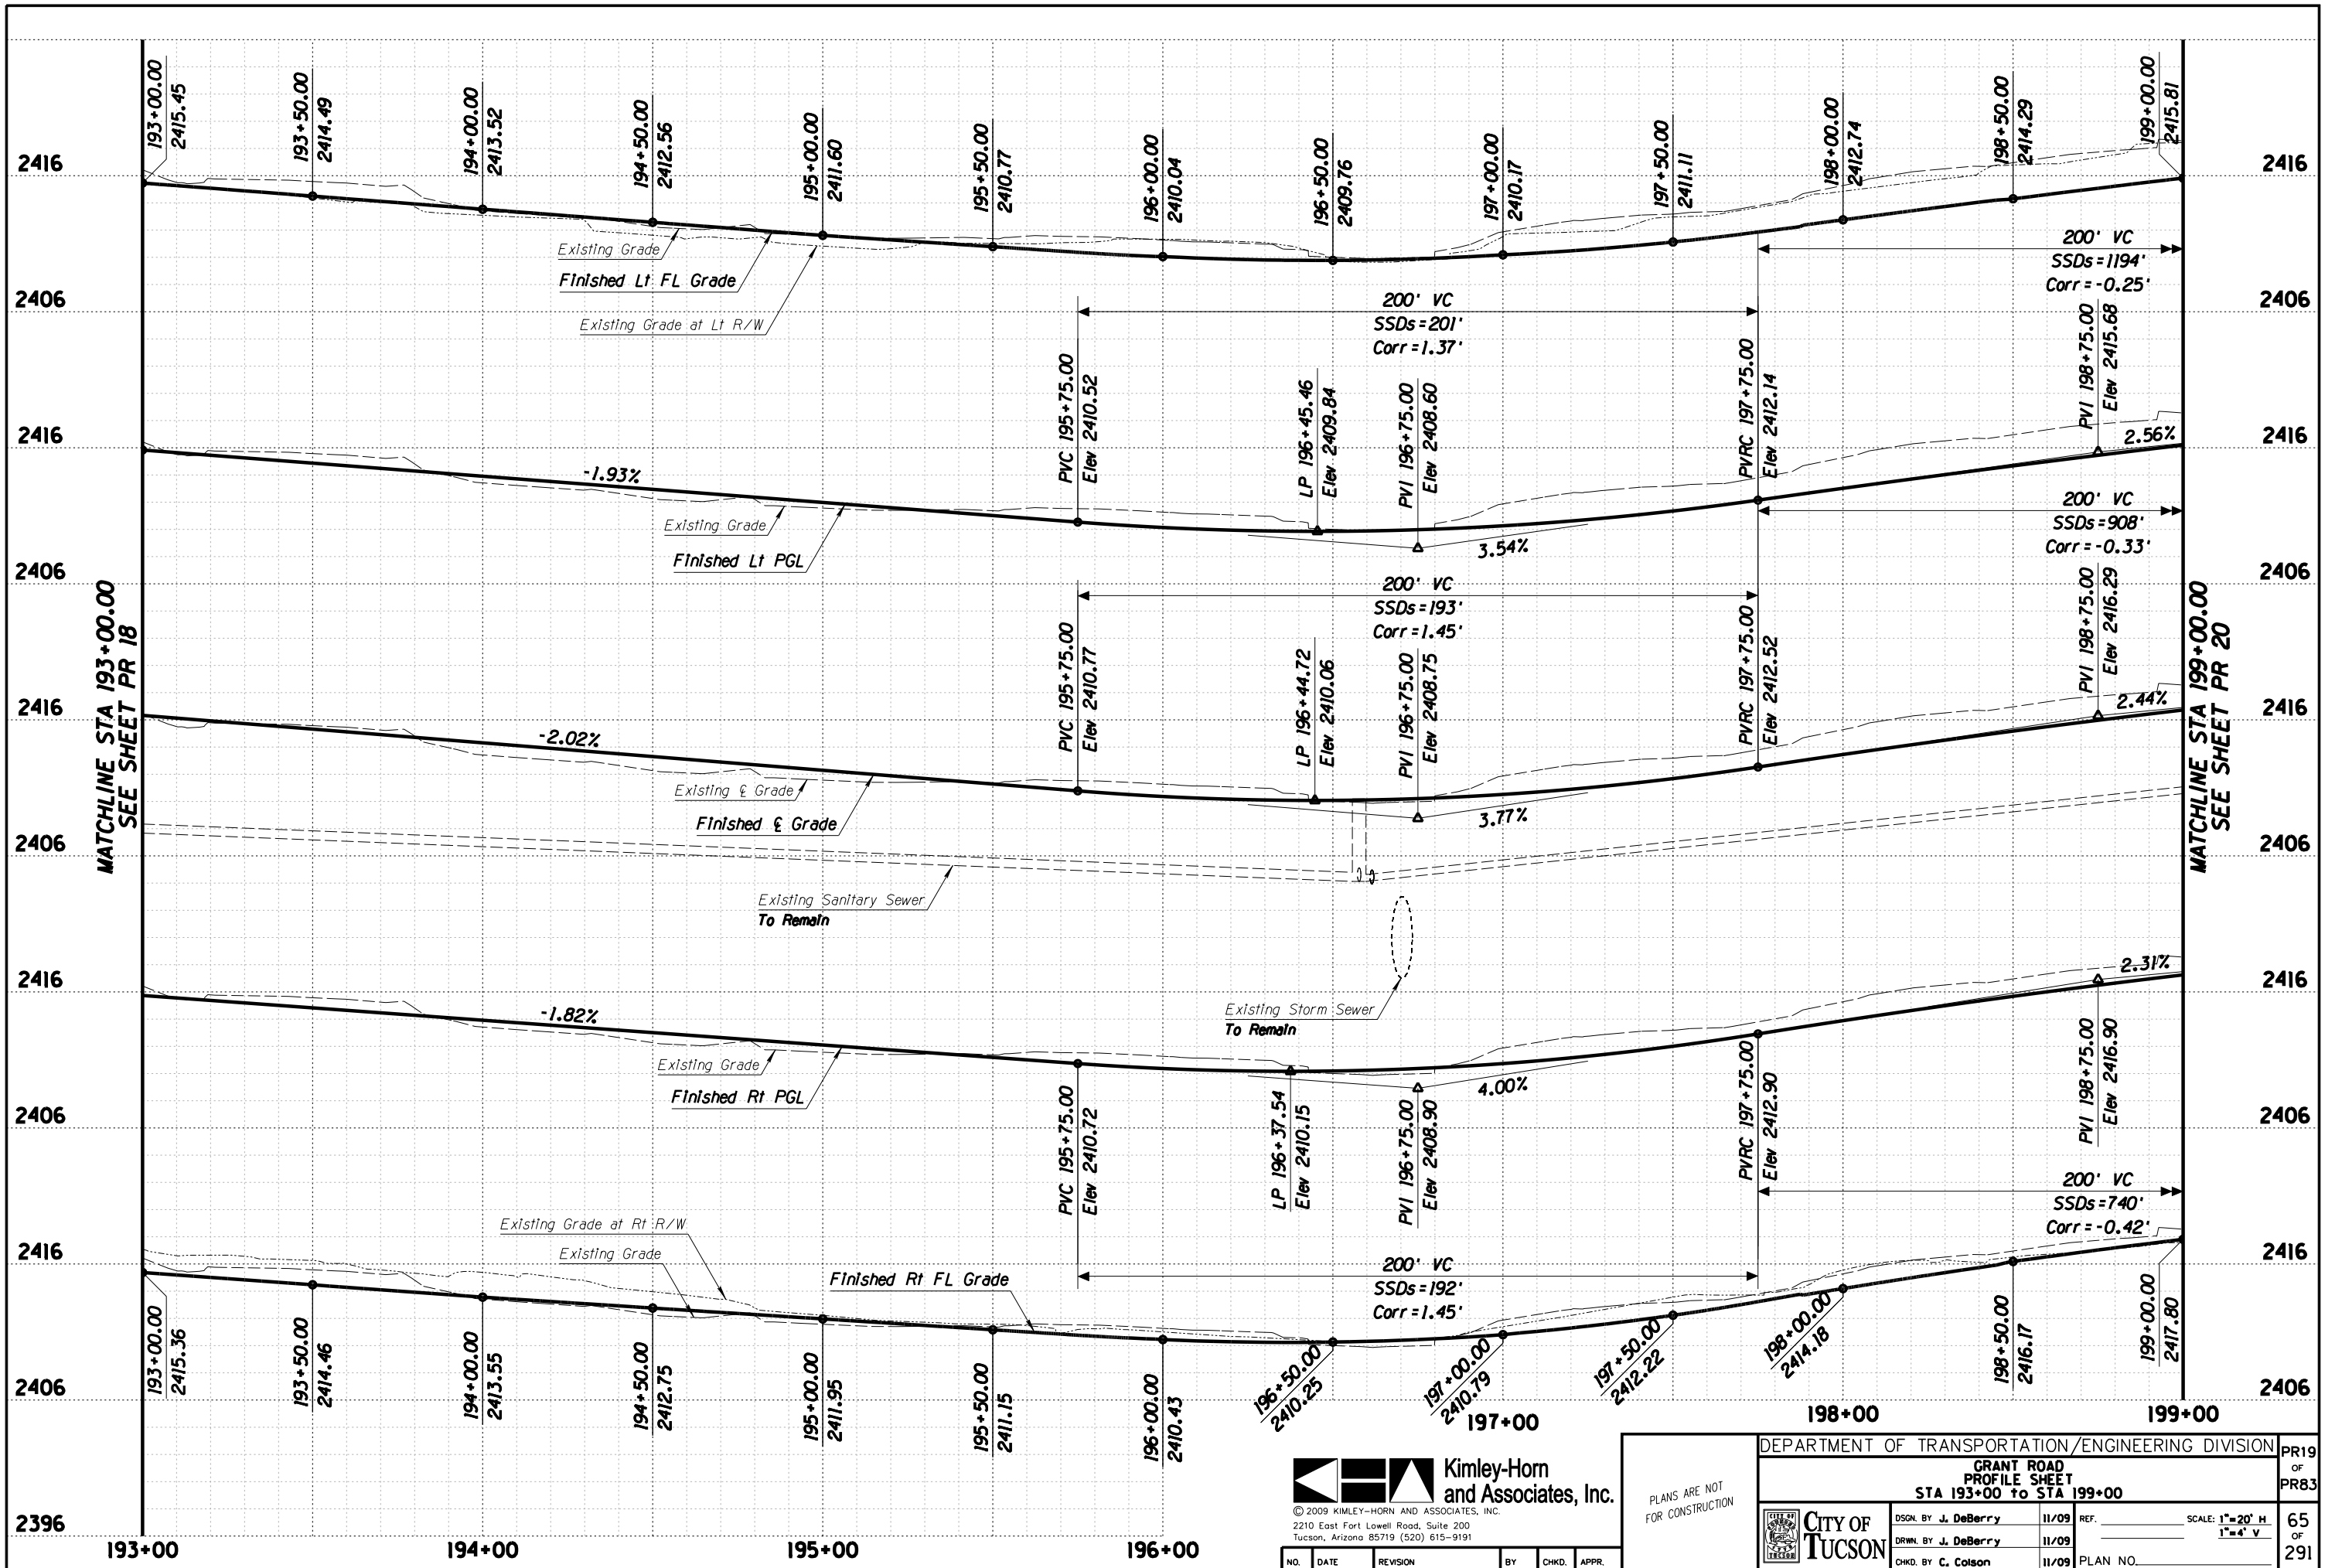 193+00.00
2415.45
193+50.00
2414.49
194+00.00
2413.52
194+50.00
2412.56
195+00.00
2411.60
195+50.00
2410.77
196+00.00
2410.04
196+50.00
2409.76
197+00.00
2410.17
197+50.00
2411.11
198+00.00
2412.74
198+50.00
2414.29
199+00.00
2415.81
2416
2416
Existing Grade
Finished Lt FL Grade
Existing Grade at Lt R/W
200' VC
SSDs=1194'
Corr=-0.25'
2406
2406
200' VC
SSDs=201'
Corr=1.37'
PVC 195+75.00
Elev 2410.52
LP 196+45.46
Elev 2409.84
PVI 196+75.00
Elev 2408.60
PVRC 197+75.00
Elev 2412.14
PVI 198+75.00
Elev 2415.68
2416
2416
-1.93%
2.56%
Existing Grade
Finished Lt PGL
3.54%
200' VC
SSDs=908'
Corr=-0.33'
2406
2406
200' VC
SSDs=193'
Corr=1.45'
MATCHLINE STA 193+00.00
SEE SHEET PR 18
PVC 195+75.00
Elev 2410.77
LP 196+44.72
Elev 2410.06
PVI 196+75.00
Elev 2408.75
PVRC 197+75.00
Elev 2412.52
PVI 198+75.00
Elev 2416.29
MATCHLINE STA 199+00.00
SEE SHEET PR 20
2416
2416
-2.02%
2.44%
Existing ℄ Grade
Finished ℄ Grade
3.77%
2406
2406
Existing Sanitary Sewer
To Remain
2416
2416
-1.82%
2.31%
Existing Storm Sewer
To Remain
Existing Grade
Finished Rt PGL
4.00%
2406
2406
PVC 195+75.00
Elev 2410.72
LP 196+37.54
Elev 2410.15
PVI 196+75.00
Elev 2408.90
PVRC 197+75.00
Elev 2412.90
PVI 198+75.00
Elev 2416.90
200' VC
SSDs=740'
Corr=-0.42'
Existing Grade at Rt R/W
Existing Grade
Finished Rt FL Grade
2416
2416
200' VC
SSDs=192'
Corr=1.45'
193+00.00
2415.36
193+50.00
2414.46
194+00.00
2413.55
194+50.00
2412.75
195+00.00
2411.95
195+50.00
2411.15
196+00.00
2410.43
196+50.00
2410.25
197+00.00
2410.79
197+50.00
2412.22
198+00.00
2414.18
198+50.00
2416.17
199+00.00
2417.80
2406
2406
197+00
198+00
199+00
2396
193+00
194+00
195+00
196+00
Kimley-Horn
and Associates, Inc.
© 2009 KIMLEY-HORN AND ASSOCIATES, INC.
2210 East Fort Lowell Road, Suite 200
Tucson, Arizona 85719 (520) 615-9191
NO. DATE REVISION BY CHKD. APPR.
PLANS ARE NOT
FOR CONSTRUCTION
DEPARTMENT OF TRANSPORTATION/ENGINEERING DIVISION
GRANT ROAD
PROFILE SHEET
STA 193+00 to STA 199+00
PR19
OF
PR83
CITY OF
TUCSON
CITY OF
TUCSON
DSGN. BY J. DeBerry 11/09
DRWN. BY J. DeBerry 11/09
CHKD. BY C. Colson 11/09
REF.
SCALE: 1"=20' H
1"=4' V
PLAN NO.
65
OF
291